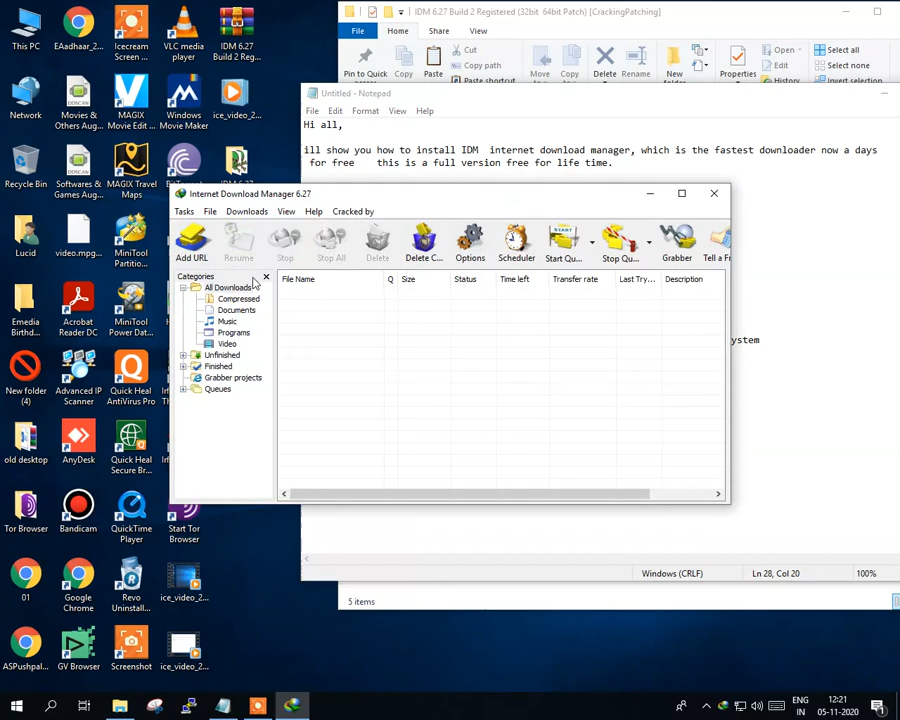 This PC
EAadhaar_2...
Icecream Screen ...
VLC media player
IDM 6.27 Build 2 Reg...
Network
Movies & Others Aug...
MAGIX Movie Edit ...
Windows Movie Maker
ice_video_2...
Recycle Bin
Softwares & Games Aug...
MAGIX Travel Maps
Lucid
video.mpg...
MiniTool Partitio...
Emedia Birthd...
Acrobat Reader DC
MiniTool Power Dat...
New folder (4)
Advanced IP Scanner
Quick Heal AntiVirus Pro
old desktop
AnyDesk
Quick Heal Secure Br...
Tor Browser
Bandicam
QuickTime Player
Start Tor Browser
01
Google Chrome
Revo Uninstall...
ice_video_2...
ASPushpal...
GV Browser
Screenshot
ice_video_2...
IDM 6.27 Build 2 Registered (32bit 64bit Patch) [CrackingPatching]
File Home Share View
Pin to Quick
Copy
Paste
Cut
Copy path
Paste shortcut
Move
Copy
Delete
Rename
New
Properties
Open
Edit
History
Select all
Select none
Invert selection
Untitled - Notepad
File Edit Format View Help
Hi all,
ill show you how to install IDM internet download manager, which is the fastest downloader now a days
for free this is a full version free for life time.
ystem
Internet Download Manager 6.27
Tasks File Downloads View Help Cracked by
Add URL Resume Stop Stop All Delete Delete C... Options Scheduler Start Qu... Stop Qu... Grabber Tell a Fr
Categories
File Name Q Size Status Time left Transfer rate Last Try... Description
All Downloads
Compressed
Documents
Music
Programs
Video
Unfinished
Finished
Grabber projects
Queues
Windows (CRLF) Ln 28, Col 20 100%
5 items
ENG
IN
12:21
05-11-2020
1